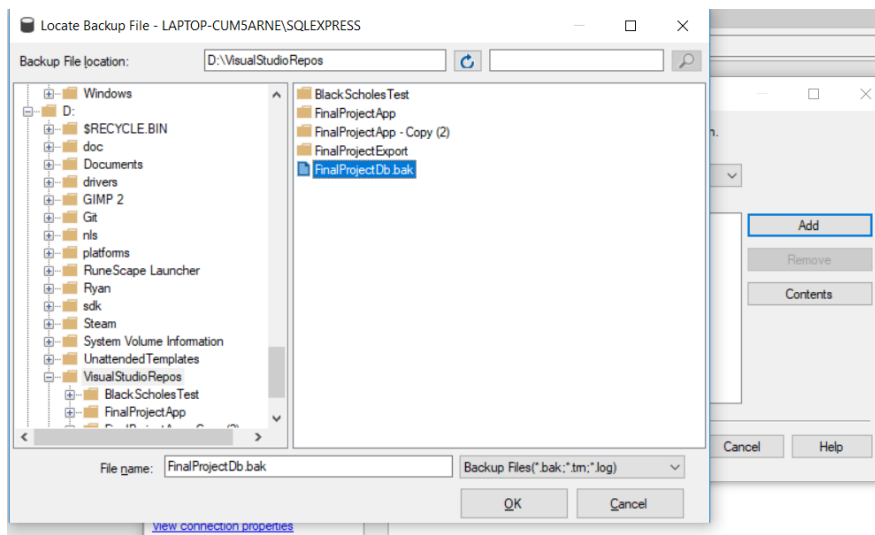 Locate Backup File - LAPTOP-CUM5ARNE\SQLEXPRESS
Backup File location:
D:\VisualStudioRepos
Windows
D:
$RECYCLE.BIN
doc
Documents
drivers
GIMP 2
Git
nls
platforms
RuneScape Launcher
Ryan
sdk
Steam
System Volume Information
UnattendedTemplates
VisualStudioRepos
BlackScholesTest
FinalProjectApp
BlackScholesTest
FinalProjectApp
FinalProjectApp - Copy (2)
FinalProjectExport
FinalProjectDb.bak
File name:
FinalProjectDb.bak
Backup Files(*.bak;*.trn;*.log)
OK
Cancel
n.
Add
Remove
Contents
Cancel
Help
View connection properties